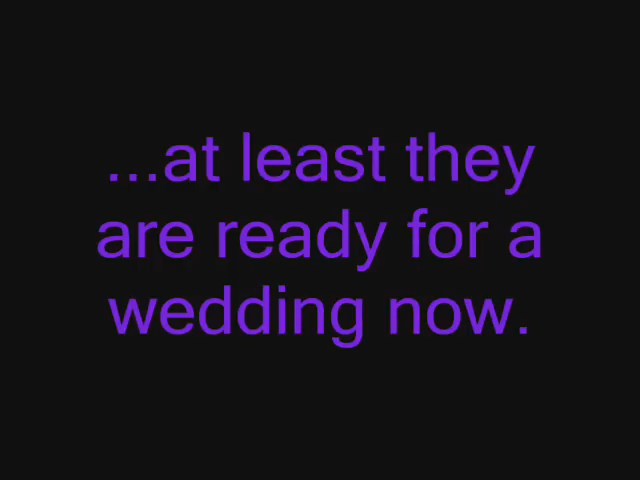 ...at least they
are ready for a
wedding now.